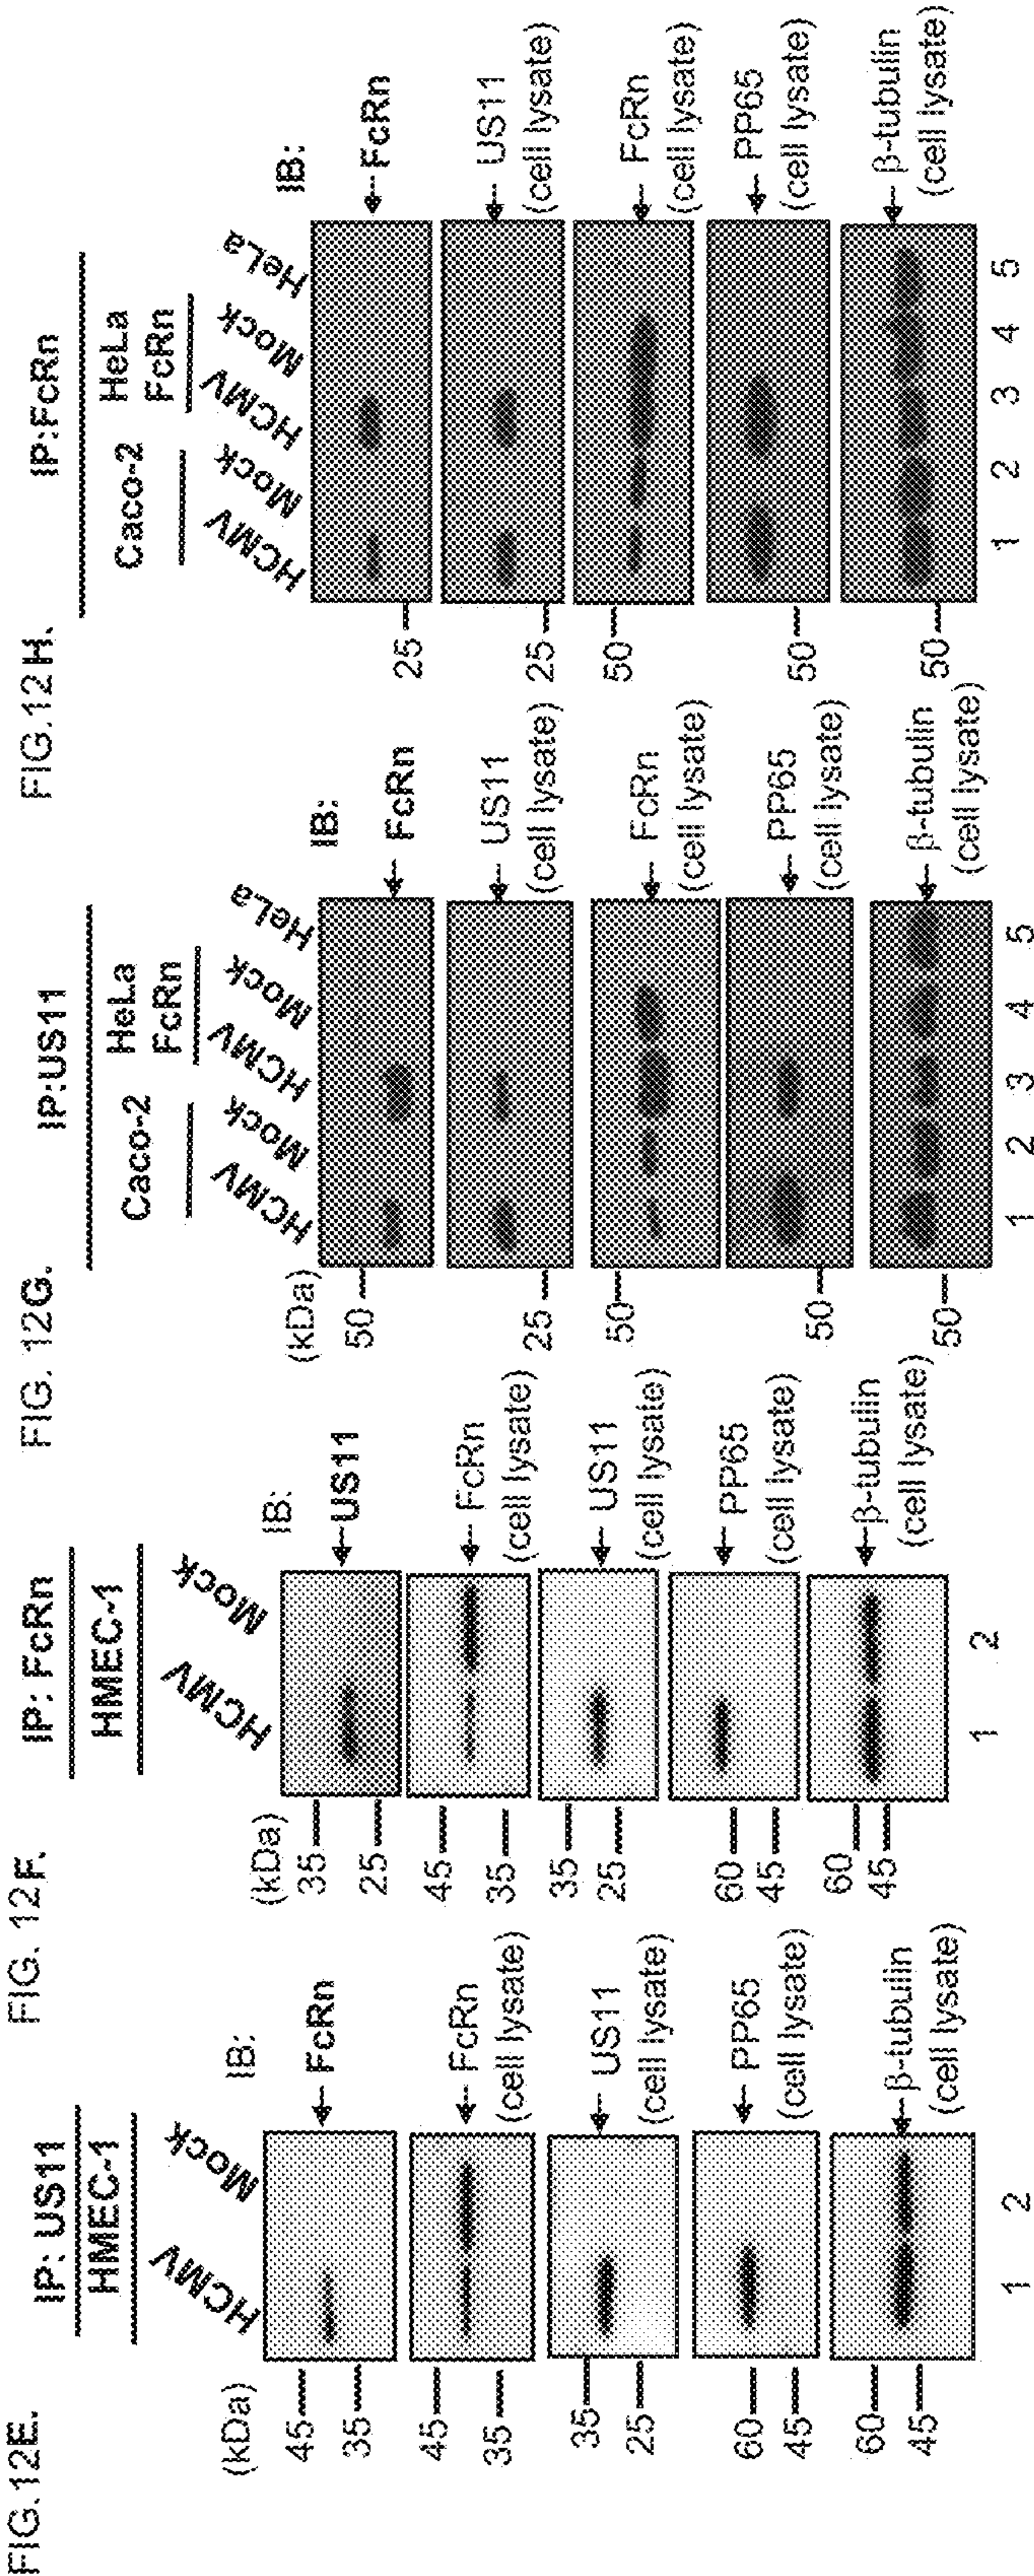 FIG.12E.
IP: US11
HMEC-1
HCMV Mock
(kDa)
IB:
45
35
FcRn
45
35
FcRn
(cell lysate)
35
25
US11
(cell lysate)
60
45
PP65
(cell lysate)
60
45
β-tubulin
(cell lysate)
1 2
FIG. 12F.
IP: FcRn
HMEC-1
HCMV Mock
(kDa)
IB:
35
25
US11
45
35
FcRn
(cell lysate)
35
25
US11
(cell lysate)
60
45
PP65
(cell lysate)
60
45
β-tubulin
(cell lysate)
1 2
FIG. 12G.
IP:US11
Caco-2
HeLa
FcRn
HCMV Mock HCMV Mock HeLa
(kDa)
IB:
50
FcRn
25
US11
(cell lysate)
50
FcRn
(cell lysate)
50
PP65
(cell lysate)
50
β-tubulin
(cell lysate)
1 2 3 4 5
FIG.12H.
IP:FcRn
Caco-2
HeLa
FcRn
HCMV Mock HCMV Mock HeLa
IB:
25
FcRn
25
US11
(cell lysate)
50
FcRn
(cell lysate)
50
PP65
(cell lysate)
50
β-tubulin
(cell lysate)
1 2 3 4 5